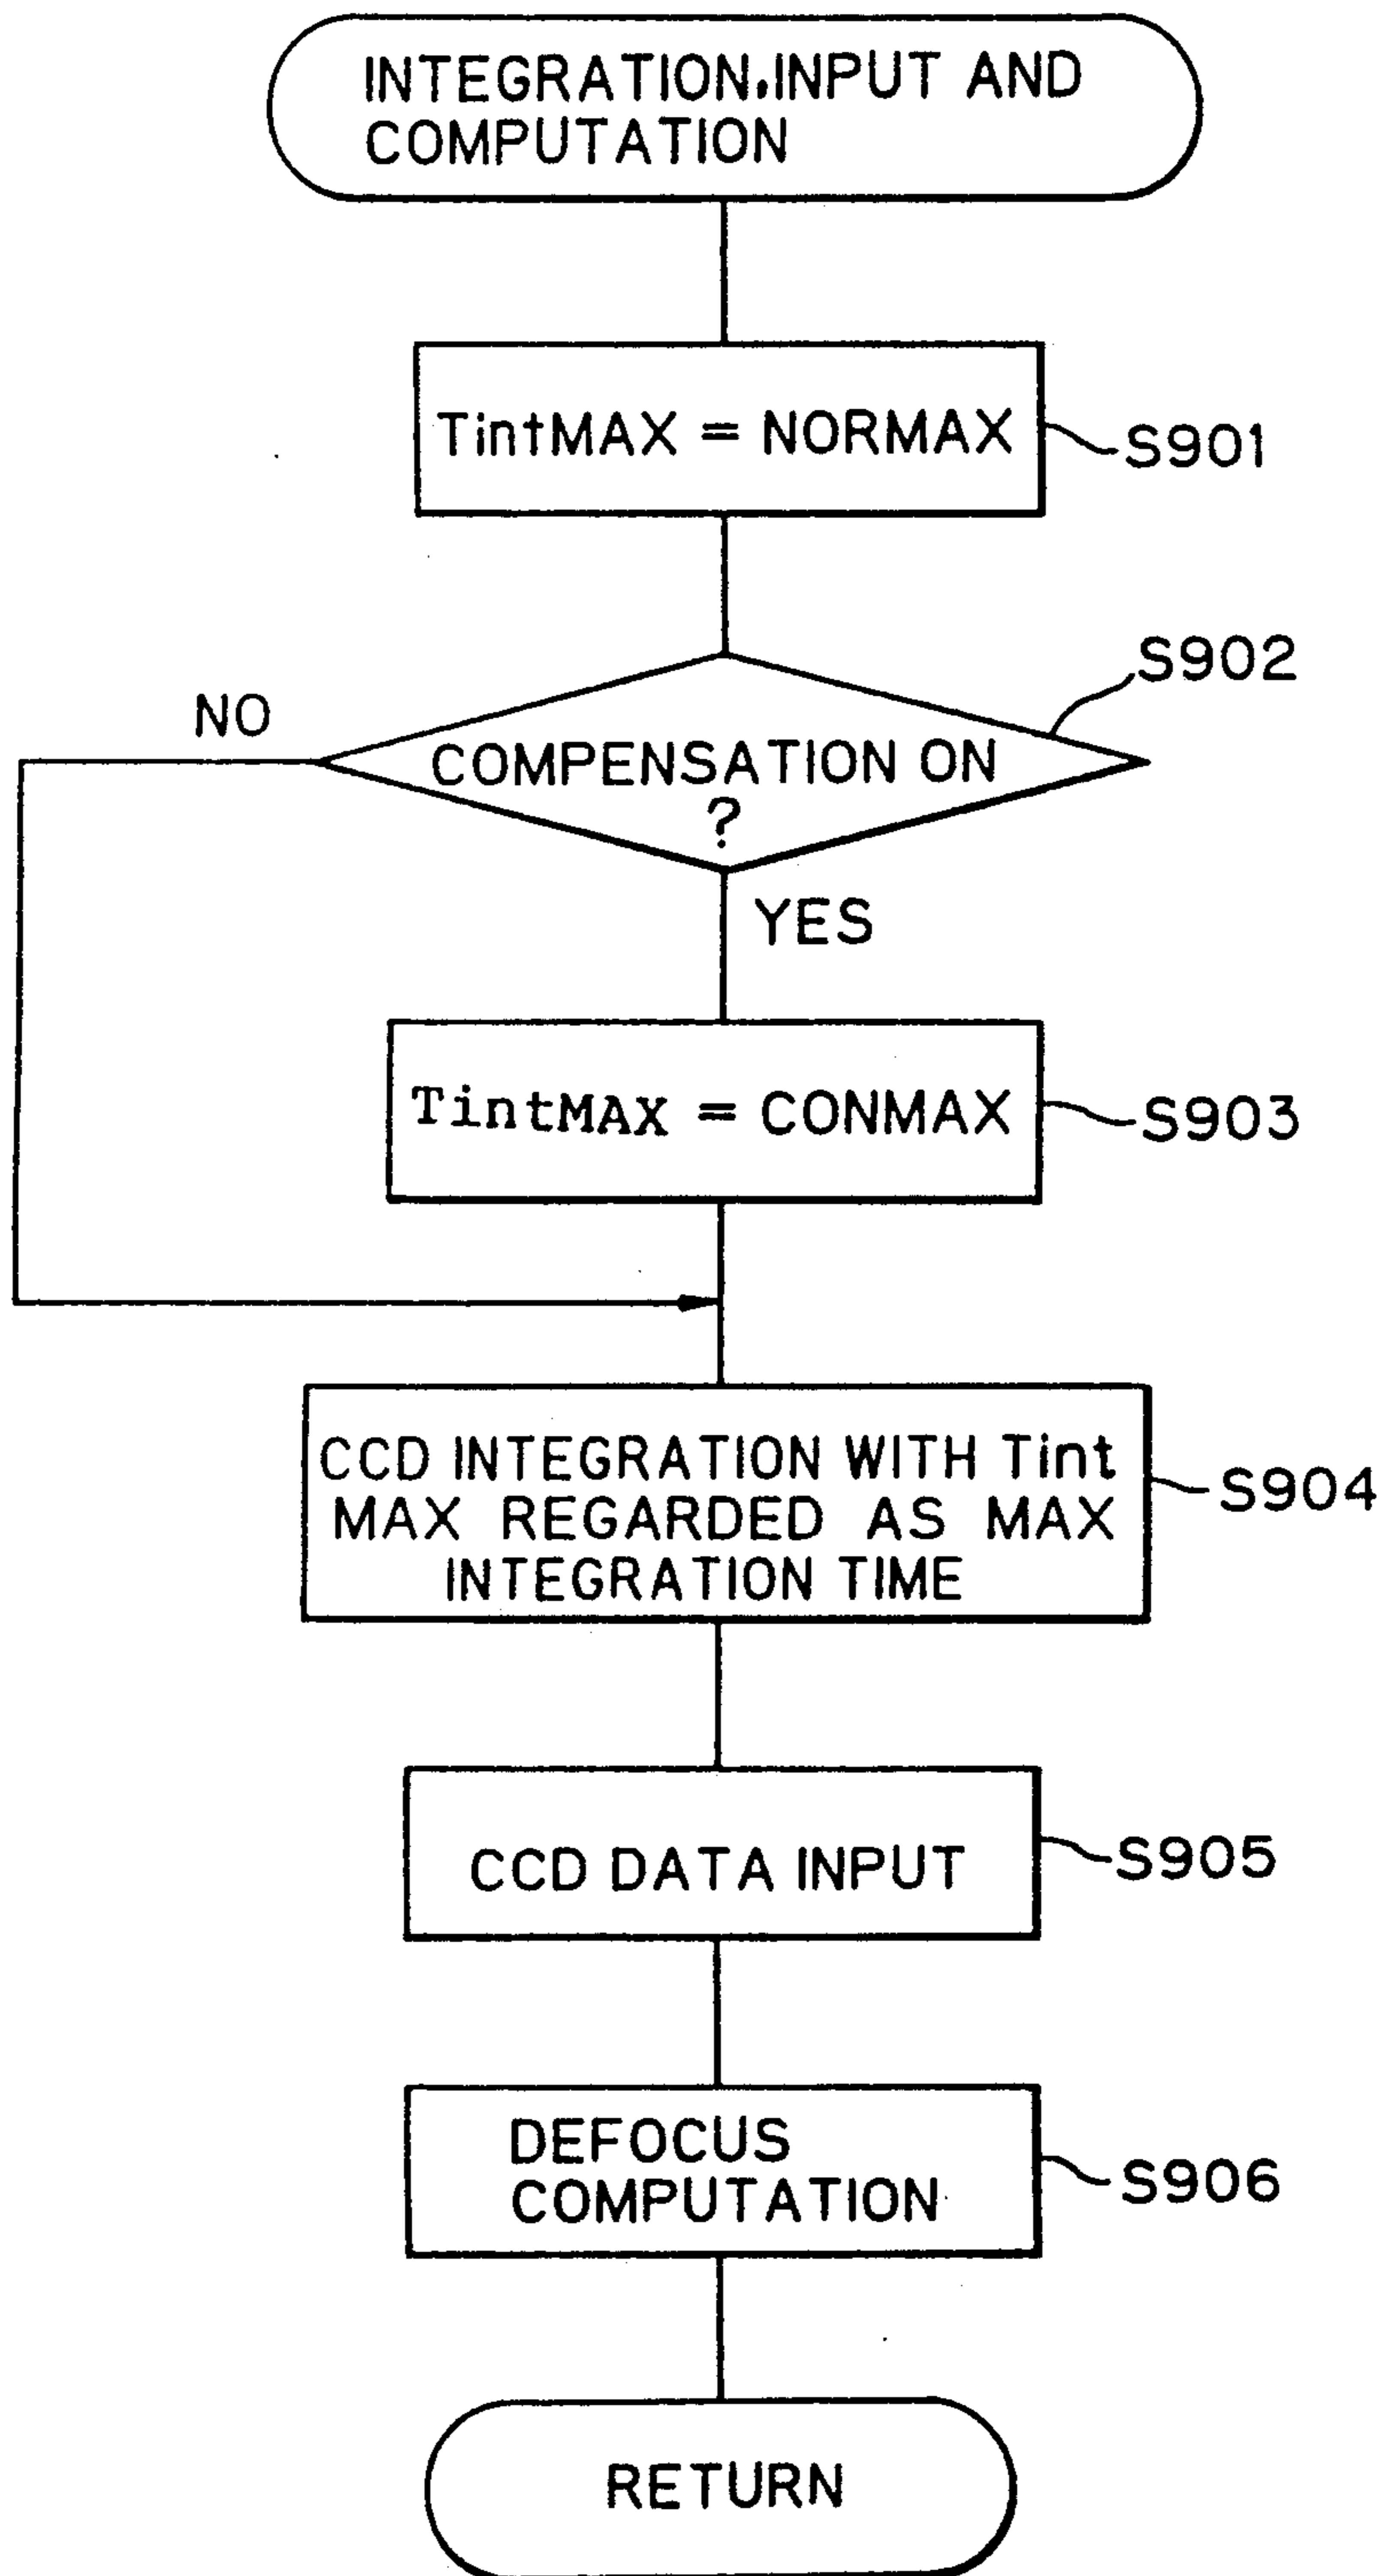 INTEGRATION.INPUT AND
COMPUTATION
TintMAX = NORMAX
S901
S902
NO
COMPENSATION ON
?
YES
TintMAX = CONMAX
S903
CCD INTEGRATION WITH Tint
MAX REGARDED AS MAX
INTEGRATION TIME
S904
CCD DATA INPUT
S905
DEFOCUS
COMPUTATION
S906
RETURN